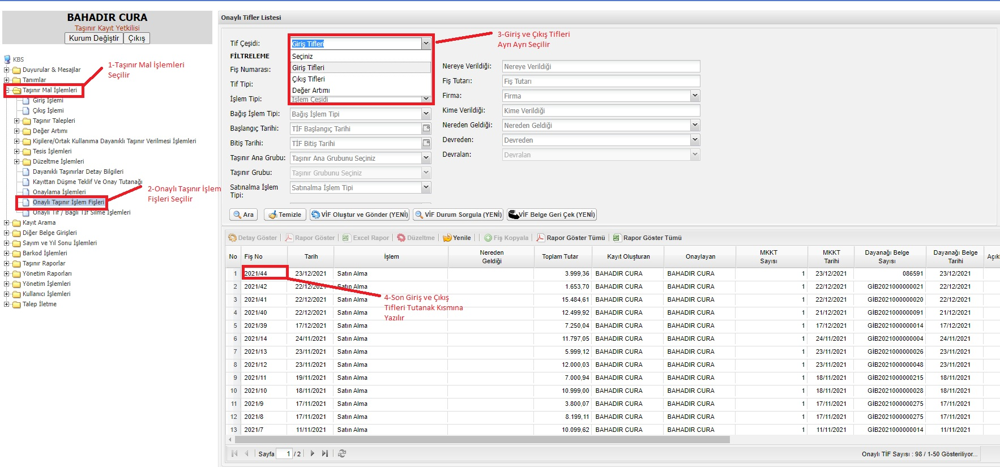 BAHADIR CURA
Taşınır Kayıt Yetkilisi
Kurum Değiştir
Çıkış
KBS
Duyurular & Mesajlar
Tanımlar
Taşınır Mal İşlemleri
Giriş İşlemi
Çıkış İşlemi
Taşınır Talepleri
Değer Artımı
Kişilere/Ortak Kullanıma Dayanıklı Taşınır Verilmesi İşlemleri
Tesis İşlemleri
Düzeltme İşlemleri
Dayanıklı Taşınırlar Detay Bilgileri
Kayıttan Düşme Teklif Ve Onay Tutanağı
Onaylama İşlemleri
Onaylı Taşınır İşlem Fişleri
Onaylı Tif / Bağlı Tif Silme İşlemleri
Kayıt Arama
Diğer Belge Girişleri
Sayım ve Yıl Sonu İşlemleri
Barkod İşlemleri
Taşınır Raporlar
Yönetim Raporları
Yönetim İşlemleri
Kullanıcı İşlemleri
Talep İletme
1-Taşınır Mal İşlemleri
Seçilir
2-Onaylı Taşınır İşlem
Fişleri Seçilir
Onaylı Tifler Listesi
Tif Çeşidi:
Giriş Tifleri
Seçiniz
Giriş Tifleri
Çıkış Tifleri
Değer Artımı
3-Giriş ve Çıkış Tifleri
Ayrı Ayrı Seçilir
FİLTRELEME
Fiş Numarası:
Tif Tipi:
İşlem Tipi: İşlem Çeşidi
Bağış İşlem Tipi: Bağış İşlem Tipi
Başlangıç Tarihi: TİF Başlangıç Tarihi
Bitiş Tarihi: TİF Bitiş Tarihi
Taşınır Ana Grubu: Taşınır Ana Grubunu Seçiniz
Taşınır Grubu: Taşınır Grubunu Seçiniz
Satınalma İşlem Tipi: Satınalma İşlem Tipi
Nereye Verildiği: Nereye Verildiği
Fiş Tutarı: Fiş Tutarı
Firma: Firma
Kime Verildiği: Kime Verildiği
Nereden Geldiği: Nereden Geldiği
Devreden: Devreden
Devralan: Devralan
Ara Temizle VİF Oluştur ve Gönder (YENİ) VİF Durum Sorgula (YENİ) VİF Belge Geri Çek (YENİ)
Detay Göster Rapor Göster Excel Rapor Düzeltme Yenile Fiş Kopyala Rapor Göster Tümü Rapor Göster Tümü
No Fiş No Tarih İşlem Nereden Geldiği Toplam Tutar Kayıt Oluşturan Onaylayan MKKT Sayısı MKKT Tarihi Dayanağı Belge Sayısı Dayanağı Belge Tarihi Açıkl
1 2021/44 23/12/2021 Satın Alma 3.999,36 BAHADIR CURA BAHADIR CURA 1 23/12/2021 086591 23/12/2021
2 2021/42 22/12/2021 Satın Alma 1.653,70 BAHADIR CURA BAHADIR CURA 1 22/12/2021 GİB2021000000021 22/12/2021
3 2021/41 22/12/2021 Satın Alma 15.484,61 BAHADIR CURA BAHADIR CURA 1 22/12/2021 GİB2021000000020 22/12/2021
4 2021/40 22/12/2021 Satın Alma 12.499,92 BAHADIR CURA BAHADIR CURA 1 21/12/2021 GİB2021000000091 21/12/2021
5 2021/39 17/12/2021 Satın Alma 7.250,04 BAHADIR CURA BAHADIR CURA 1 17/12/2021 GİB2021000000014 17/12/2021
6 2021/14 24/11/2021 Satın Alma 11.797,05 BAHADIR CURA BAHADIR CURA 1 24/11/2021 GİB2021000000004 24/11/2021
7 2021/13 23/11/2021 Satın Alma 5.999,12 BAHADIR CURA BAHADIR CURA 1 23/11/2021 GİB2021000000026 23/11/2021
8 2021/12 23/11/2021 Satın Alma 12.000,03 BAHADIR CURA BAHADIR CURA 1 23/11/2021 GİB2021000000048 23/11/2021
9 2021/11 19/11/2021 Satın Alma 7.000,94 BAHADIR CURA BAHADIR CURA 1 18/11/2021 GİB2021000000215 18/11/2021
10 2021/10 18/11/2021 Satın Alma 10.999,00 BAHADIR CURA BAHADIR CURA 1 18/11/2021 GİB2021000000028 18/11/2021
11 2021/9 17/11/2021 Satın Alma 3.800,07 BAHADIR CURA BAHADIR CURA 1 17/11/2021 GİB2021000000275 17/11/2021
12 2021/8 17/11/2021 Satın Alma 8.199,11 BAHADIR CURA BAHADIR CURA 1 17/11/2021 GİB2021000000275 17/11/2021
13 2021/7 11/11/2021 Satın Alma 10.099,62 BAHADIR CURA BAHADIR CURA 1 11/11/2021 GİB2021000000014 11/11/2021
4-Son Giriş ve Çıkış
Tifleri Tutanak Kısmına
Yazılır
Sayfa 1 / 2
Onaylı TİF Sayısı : 98 / 1-50 Gösteriliyor...